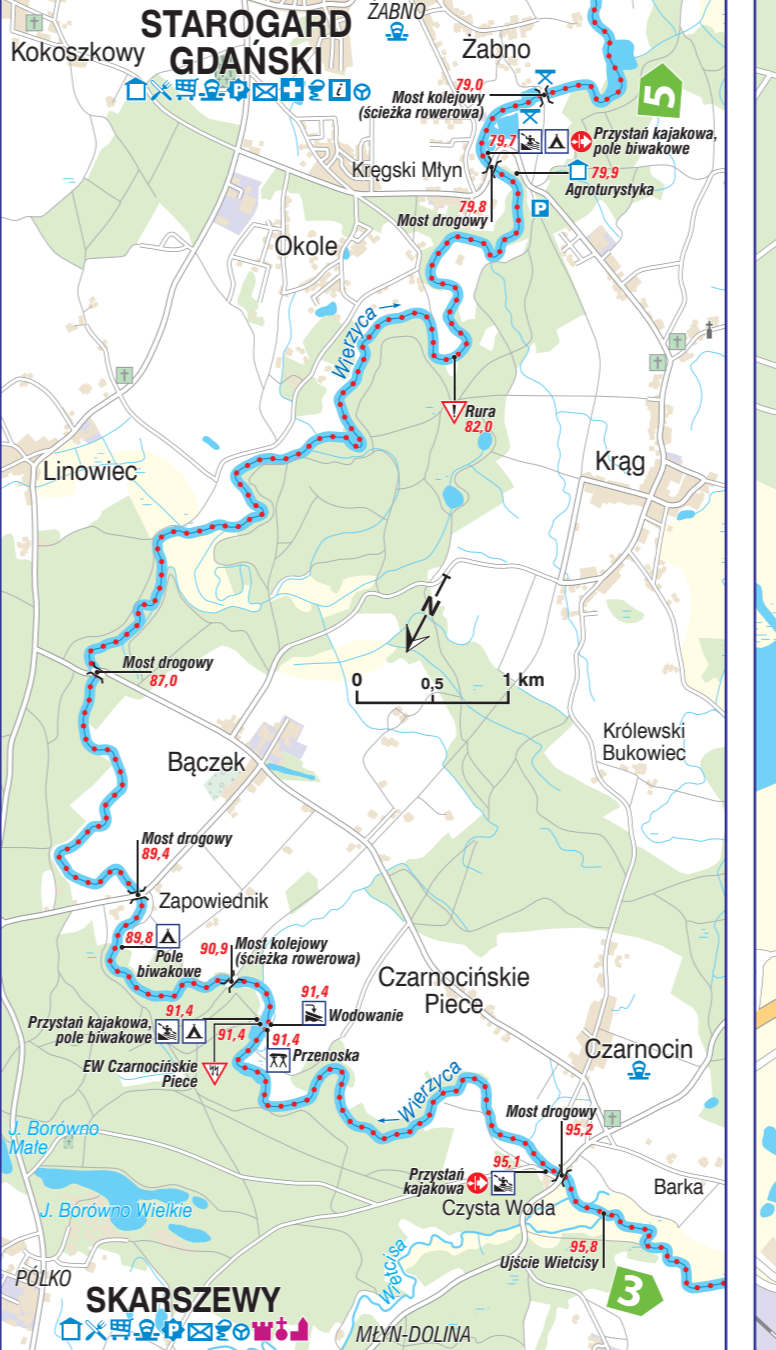 STAROGARD
GDAŃSKI
ŻABNO
Kokoszkowy
Żabno
79,0
Most kolejowy
(ścieżka rowerowa)
5
79,7
Przystań kajakowa,
pole biwakowe
Kręgski Młyn
79,9
Agroturystyka
79,8
Most drogowy
P
Okole
Wierzyca
Rura
82,0
Linowiec
Krąg
N
Most drogowy
87,0
0 0,5 1 km
Królewski
Bukowiec
Bączek
Most drogowy
89,4
Zapowiednik
89,8
Pole
biwakowe
90,9
Most kolejowy
(ścieżka rowerowa)
Czarnocińskie
Piece
91,4
Wodowanie
91,4
Przystań kajakowa,
pole biwakowe
91,4
91,4
Przenoska
EW Czarnocińskie
Piece
Czarnocin
Wierzyca
Most drogowy
95,2
J. Borówno
Małe
95,1
Przystań
kajakowa
Czysta Woda
Barka
J. Borówno Wielkie
Wietcisa
95,8
Ujście Wietcisy
PÓLKO
3
SKARSZEWY
MŁYN-DOLINA